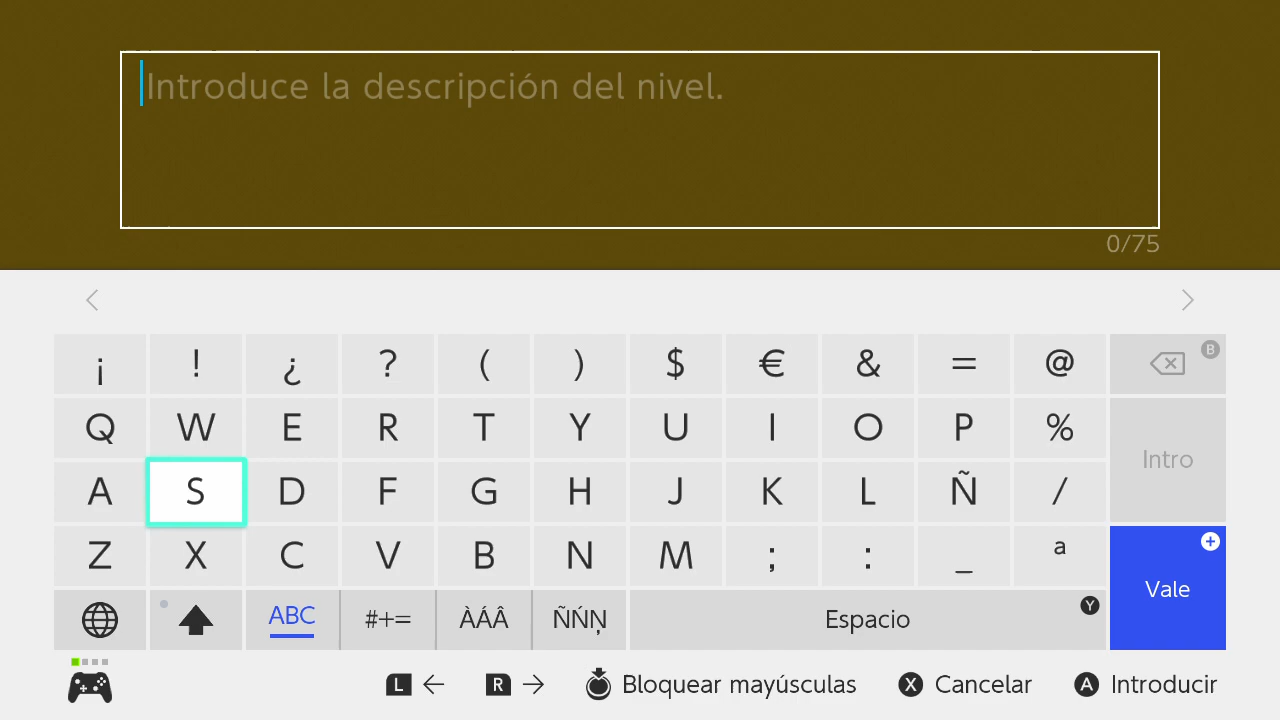 Introduce la descripción del nivel.
0/75
¡ ! ¿ ? ( ) $ € & = @ B
Q W E R T Y U I O P %
A S D F G H J K L Ñ / Intro
Z X C V B N M ; : _ ª +
Vale
ABC #+= ÀÁÂ ÑŃŅ Espacio Y
L ← R → Bloquear mayúsculas X Cancelar A Introducir